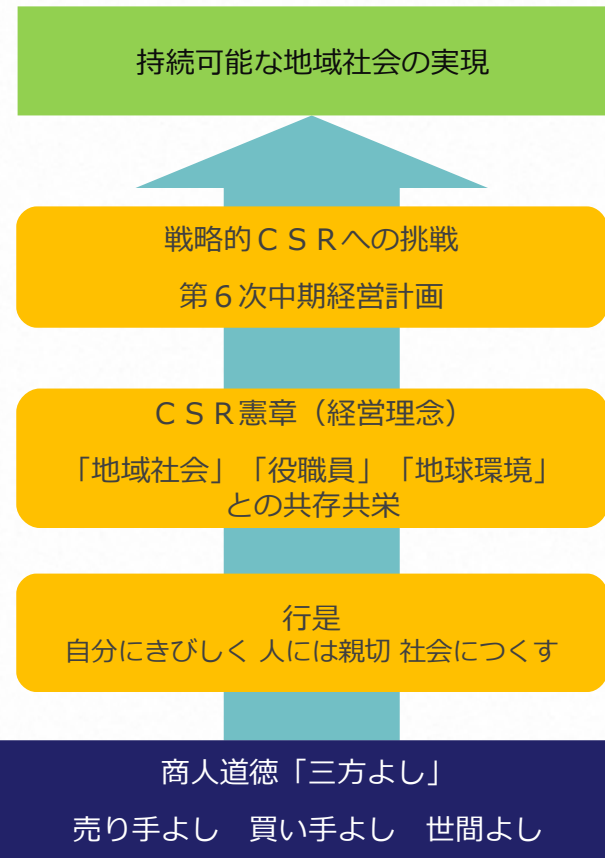 持続可能な地域社会の実現
戦略的ＣＳＲへの挑戦
第６次中期経営計画
ＣＳＲ憲章（経営理念）
「地域社会」「役職員」「地球環境」
との共存共栄
行是
自分にきびしく 人には親切 社会につくす
商人道徳「三方よし」
売り手よし　買い手よし　世間よし